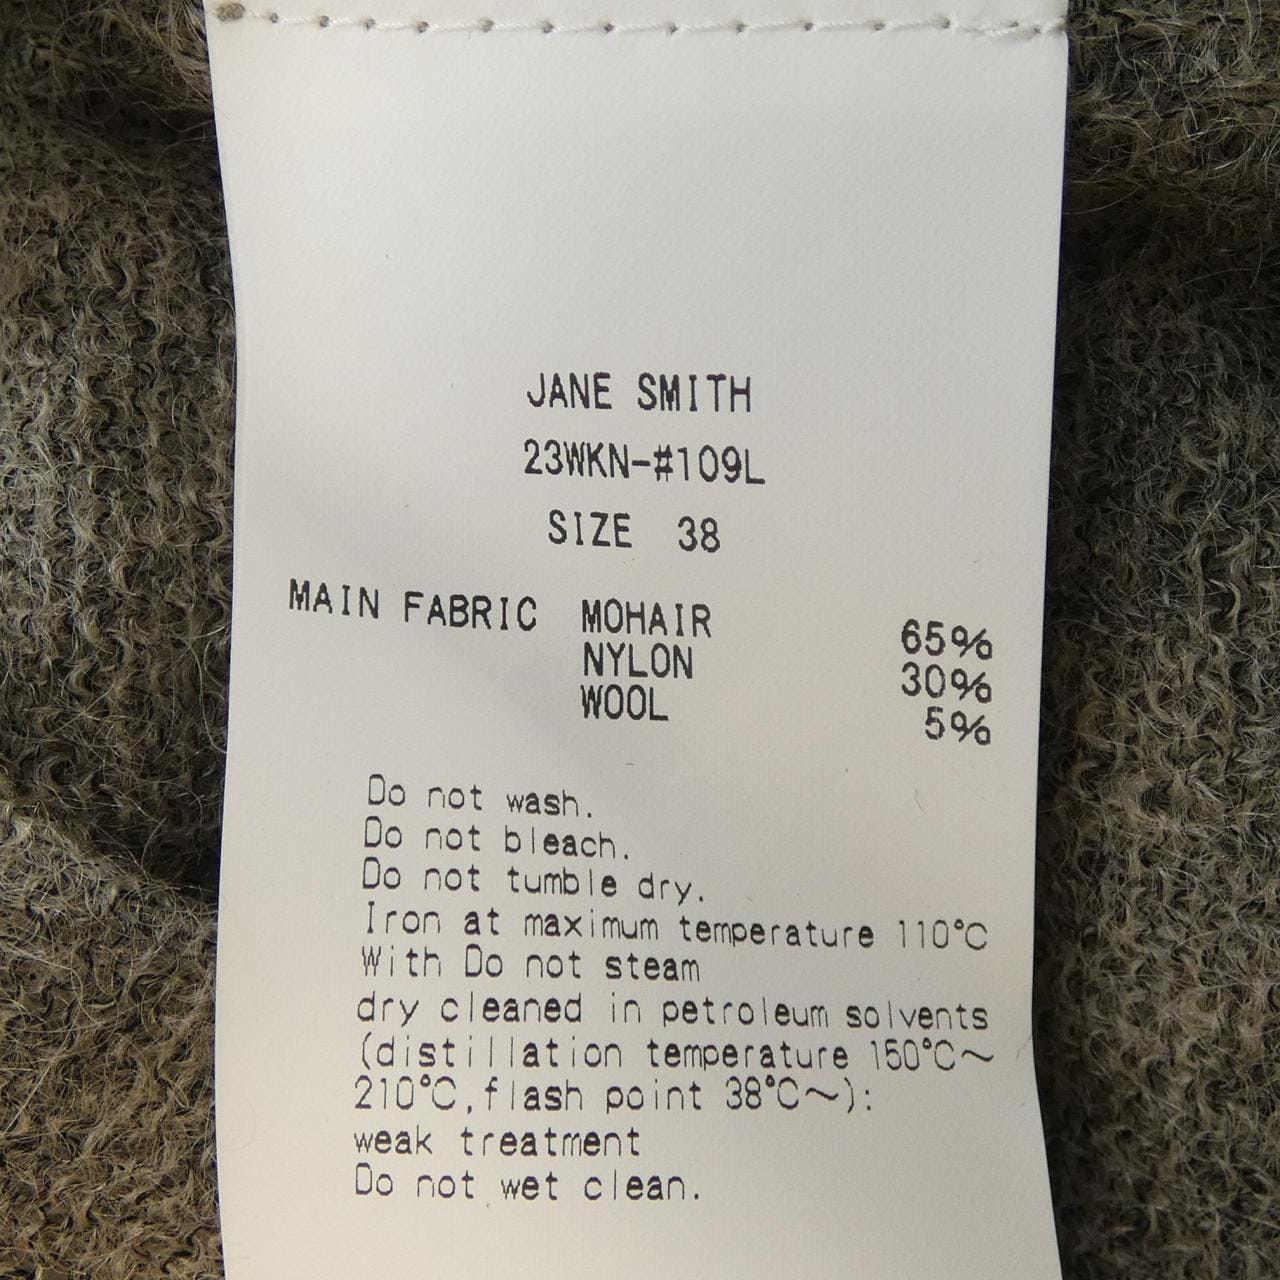 JANE SMITH
23WKN-#109L
SIZE 38
MAIN FABRIC MOHAIR 65%
NYLON 30%
WOOL 5%
Do not wash.
Do not bleach.
Do not tumble dry.
Iron at maximum temperature 110℃
With Do not steam
dry cleaned in petroleum solvents
(distillation temperature 150℃～
210℃,flash point 38℃～):
weak treatment
Do not wet clean.